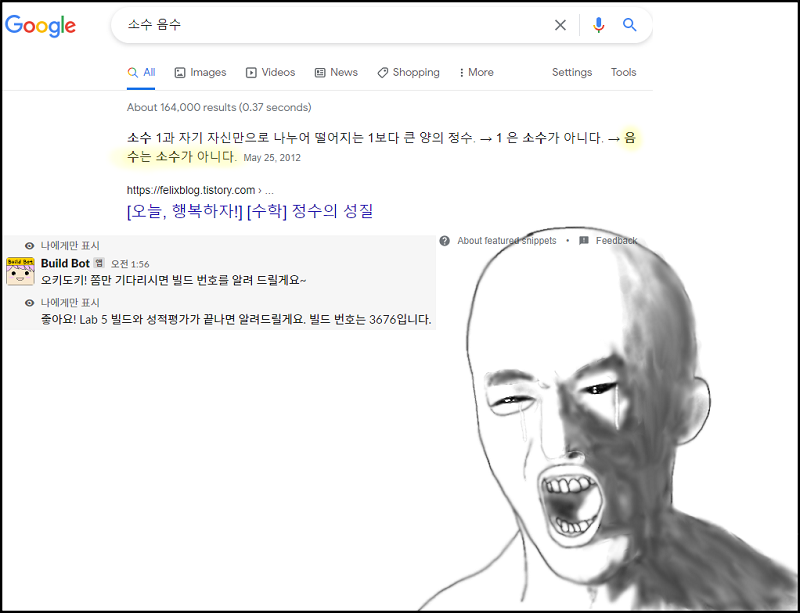 Google
소수 음수
All
Images
Videos
News
Shopping
More
Settings
Tools
About 164,000 results (0.37 seconds)
소수 1과 자기 자신만으로 나누어 떨어지는 1보다 큰 양의 정수. → 1 은 소수가 아니다. → 음
수는 소수가 아니다. May 25, 2012
https://felixblog.tistory.com › ...
[오늘, 행복하자!] [수학] 정수의 성질
About featured snippets • Feedback
나에게만 표시
Build Bot
Build Bot 앱 오전 1:56
오키도키! 쫌만 기다리시면 빌드 번호를 알려 드릴게요~
나에게만 표시
좋아요! Lab 5 빌드와 성적평가가 끝나면 알려드릴게요. 빌드 번호는 3676입니다.